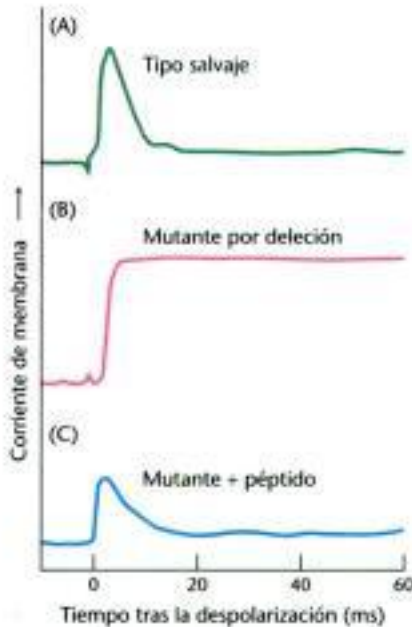 (A)
Tipo salvaje
(B)
Mutante por deleción
(C)
Mutante + péptido
Corriente de membrana
0 20 40 60
Tiempo tras la despolarización (ms)